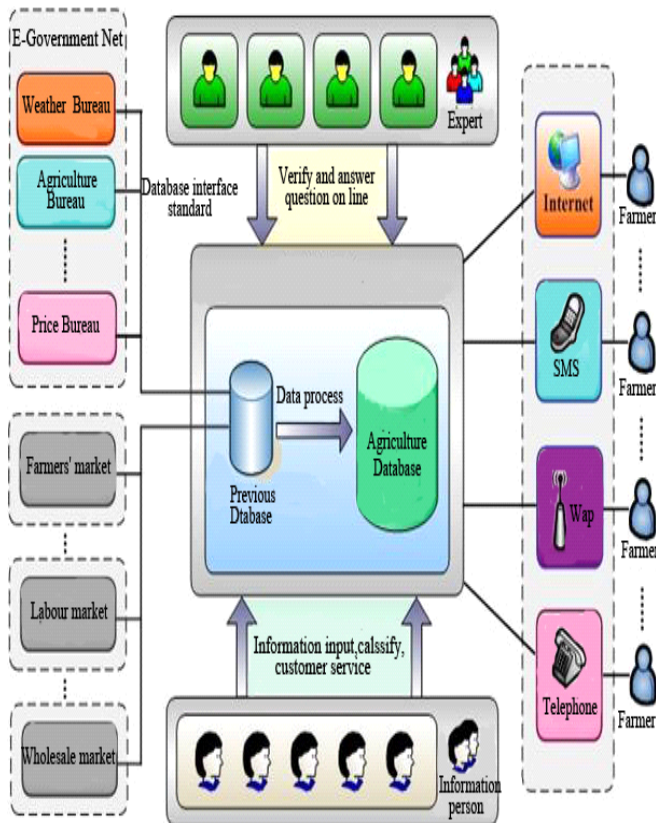 E-Government Net
Weather Bureau
Agriculture
Bureau
Price Bureau
Database interface
standard
Farmers' market
Labour market
Wholesale market
Expert
Verify and answer
question on line
Data process
Previous
Dtabase
Agriculture
Database
Information input,calssify,
customer service
Information
person
Internet
SMS
Wap
Telephone
Farmer
Farmer
Farmer
Farmer